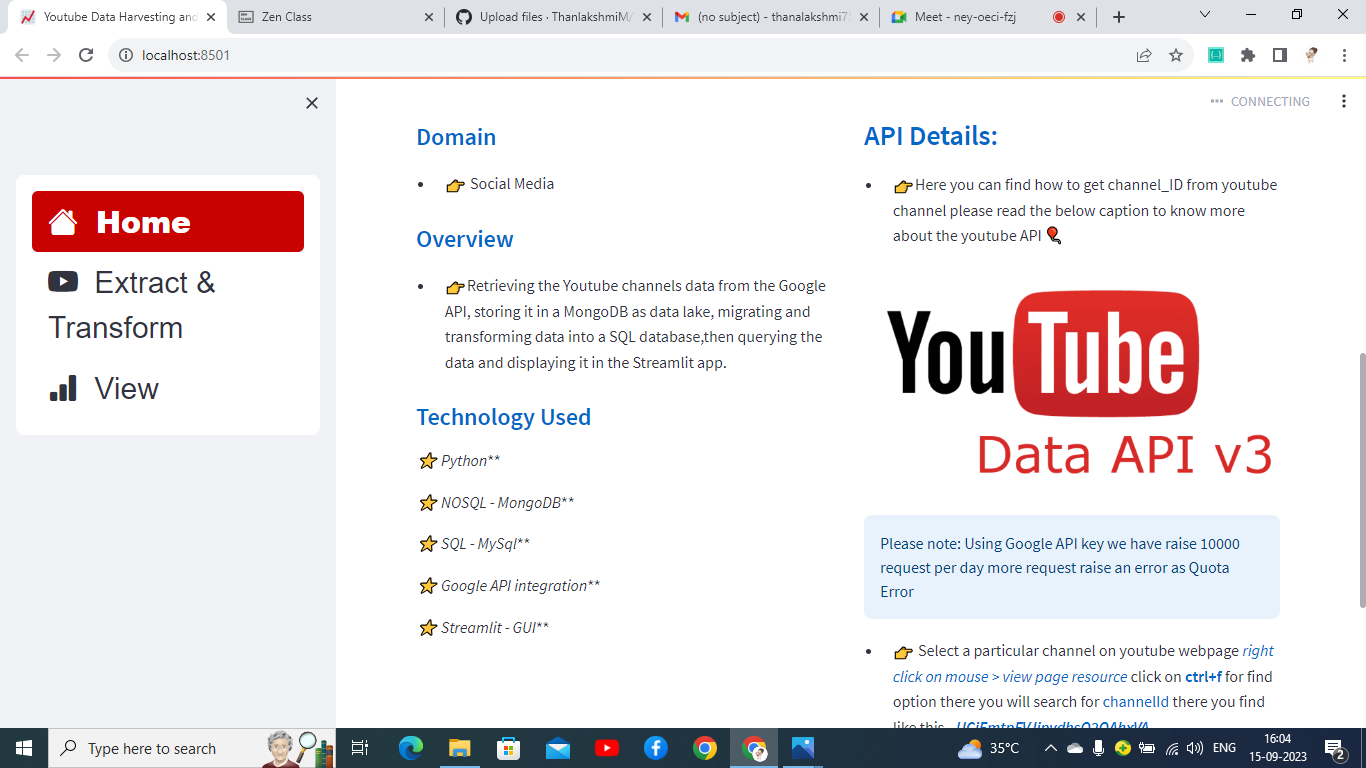 Youtube Data Harvesting and
Zen Class
Upload files · ThanlakshmiM/
(no subject) - thanalakshmi75
Meet - ney-oeci-fzj
localhost:8501
CONNECTING
Home
Extract &
Transform
View
Domain
Social Media
Overview
Retrieving the Youtube channels data from the Google
API, storing it in a MongoDB as data lake, migrating and
transforming data into a SQL database,then querying the
data and displaying it in the Streamlit app.
Technology Used
Python**
NOSQL - MongoDB**
SQL - MySql**
Google API integration**
Streamlit - GUI**
API Details:
Here you can find how to get channel_ID from youtube
channel please read the below caption to know more
about the youtube API
YouTube
Data API v3
Please note: Using Google API key we have raise 10000
request per day more request raise an error as Quota
Error
Select a particular channel on youtube webpage right
click on mouse > view page resource click on ctrl+f for find
option there you will search for channelId there you find
like this
Type here to search
35°C
ENG
16:04
15-09-2023
2